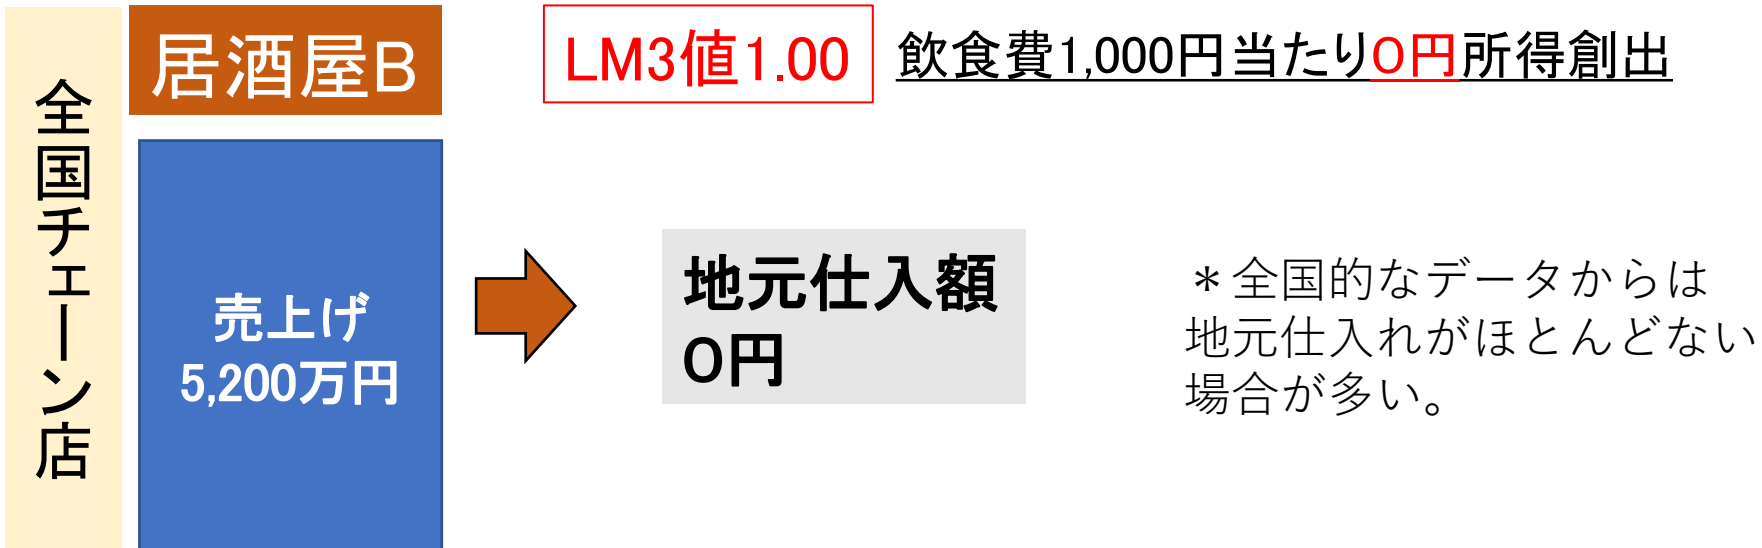 全国チェーン店
居酒屋B
LM3値1.00
飲食費1,000円当たり0円所得創出
売上げ
5,200万円
地元仕入額
0円
＊全国的なデータからは
地元仕入れがほとんどない
場合が多い。